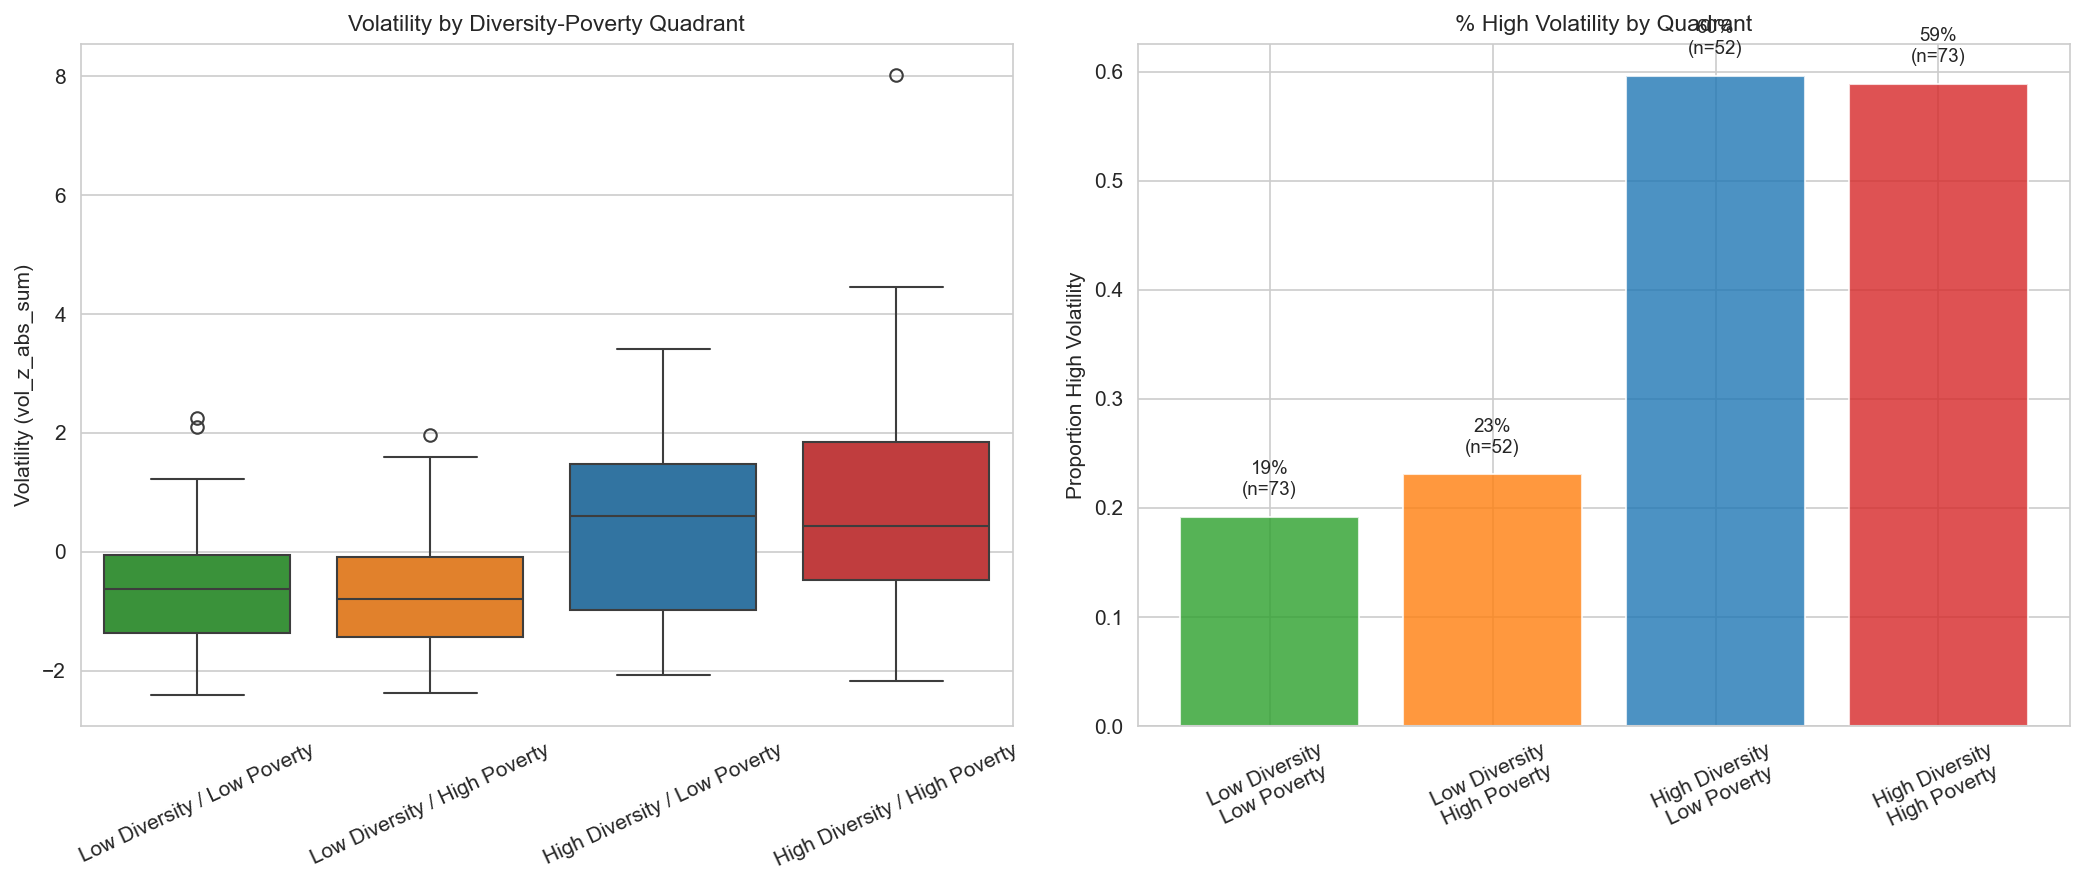 Volatility by Diversity-Poverty Quadrant
Volatility (vol_z_abs_sum)
8
6
4
2
0
−2
Low Diversity / Low Poverty
Low Diversity / High Poverty
High Diversity / Low Poverty
High Diversity / High Poverty
% High Volatility by Quadrant
Proportion High Volatility
0.6
0.5
0.4
0.3
0.2
0.1
0.0
19%
(n=73)
23%
(n=52)
60%
(n=52)
59%
(n=73)
Low Diversity
Low Poverty
Low Diversity
High Poverty
High Diversity
Low Poverty
High Diversity
High Poverty